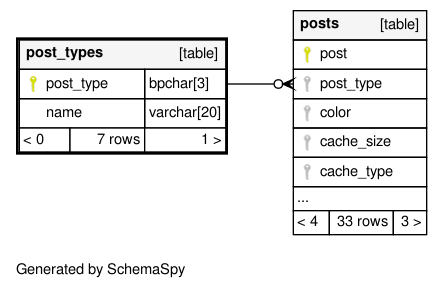 post_types [table]
post_type bpchar[3]
name varchar[20]
< 0 7 rows 1 >
posts [table]
post
post_type
color
cache_size
cache_type
...
< 4 33 rows 3 >
Generated by SchemaSpy